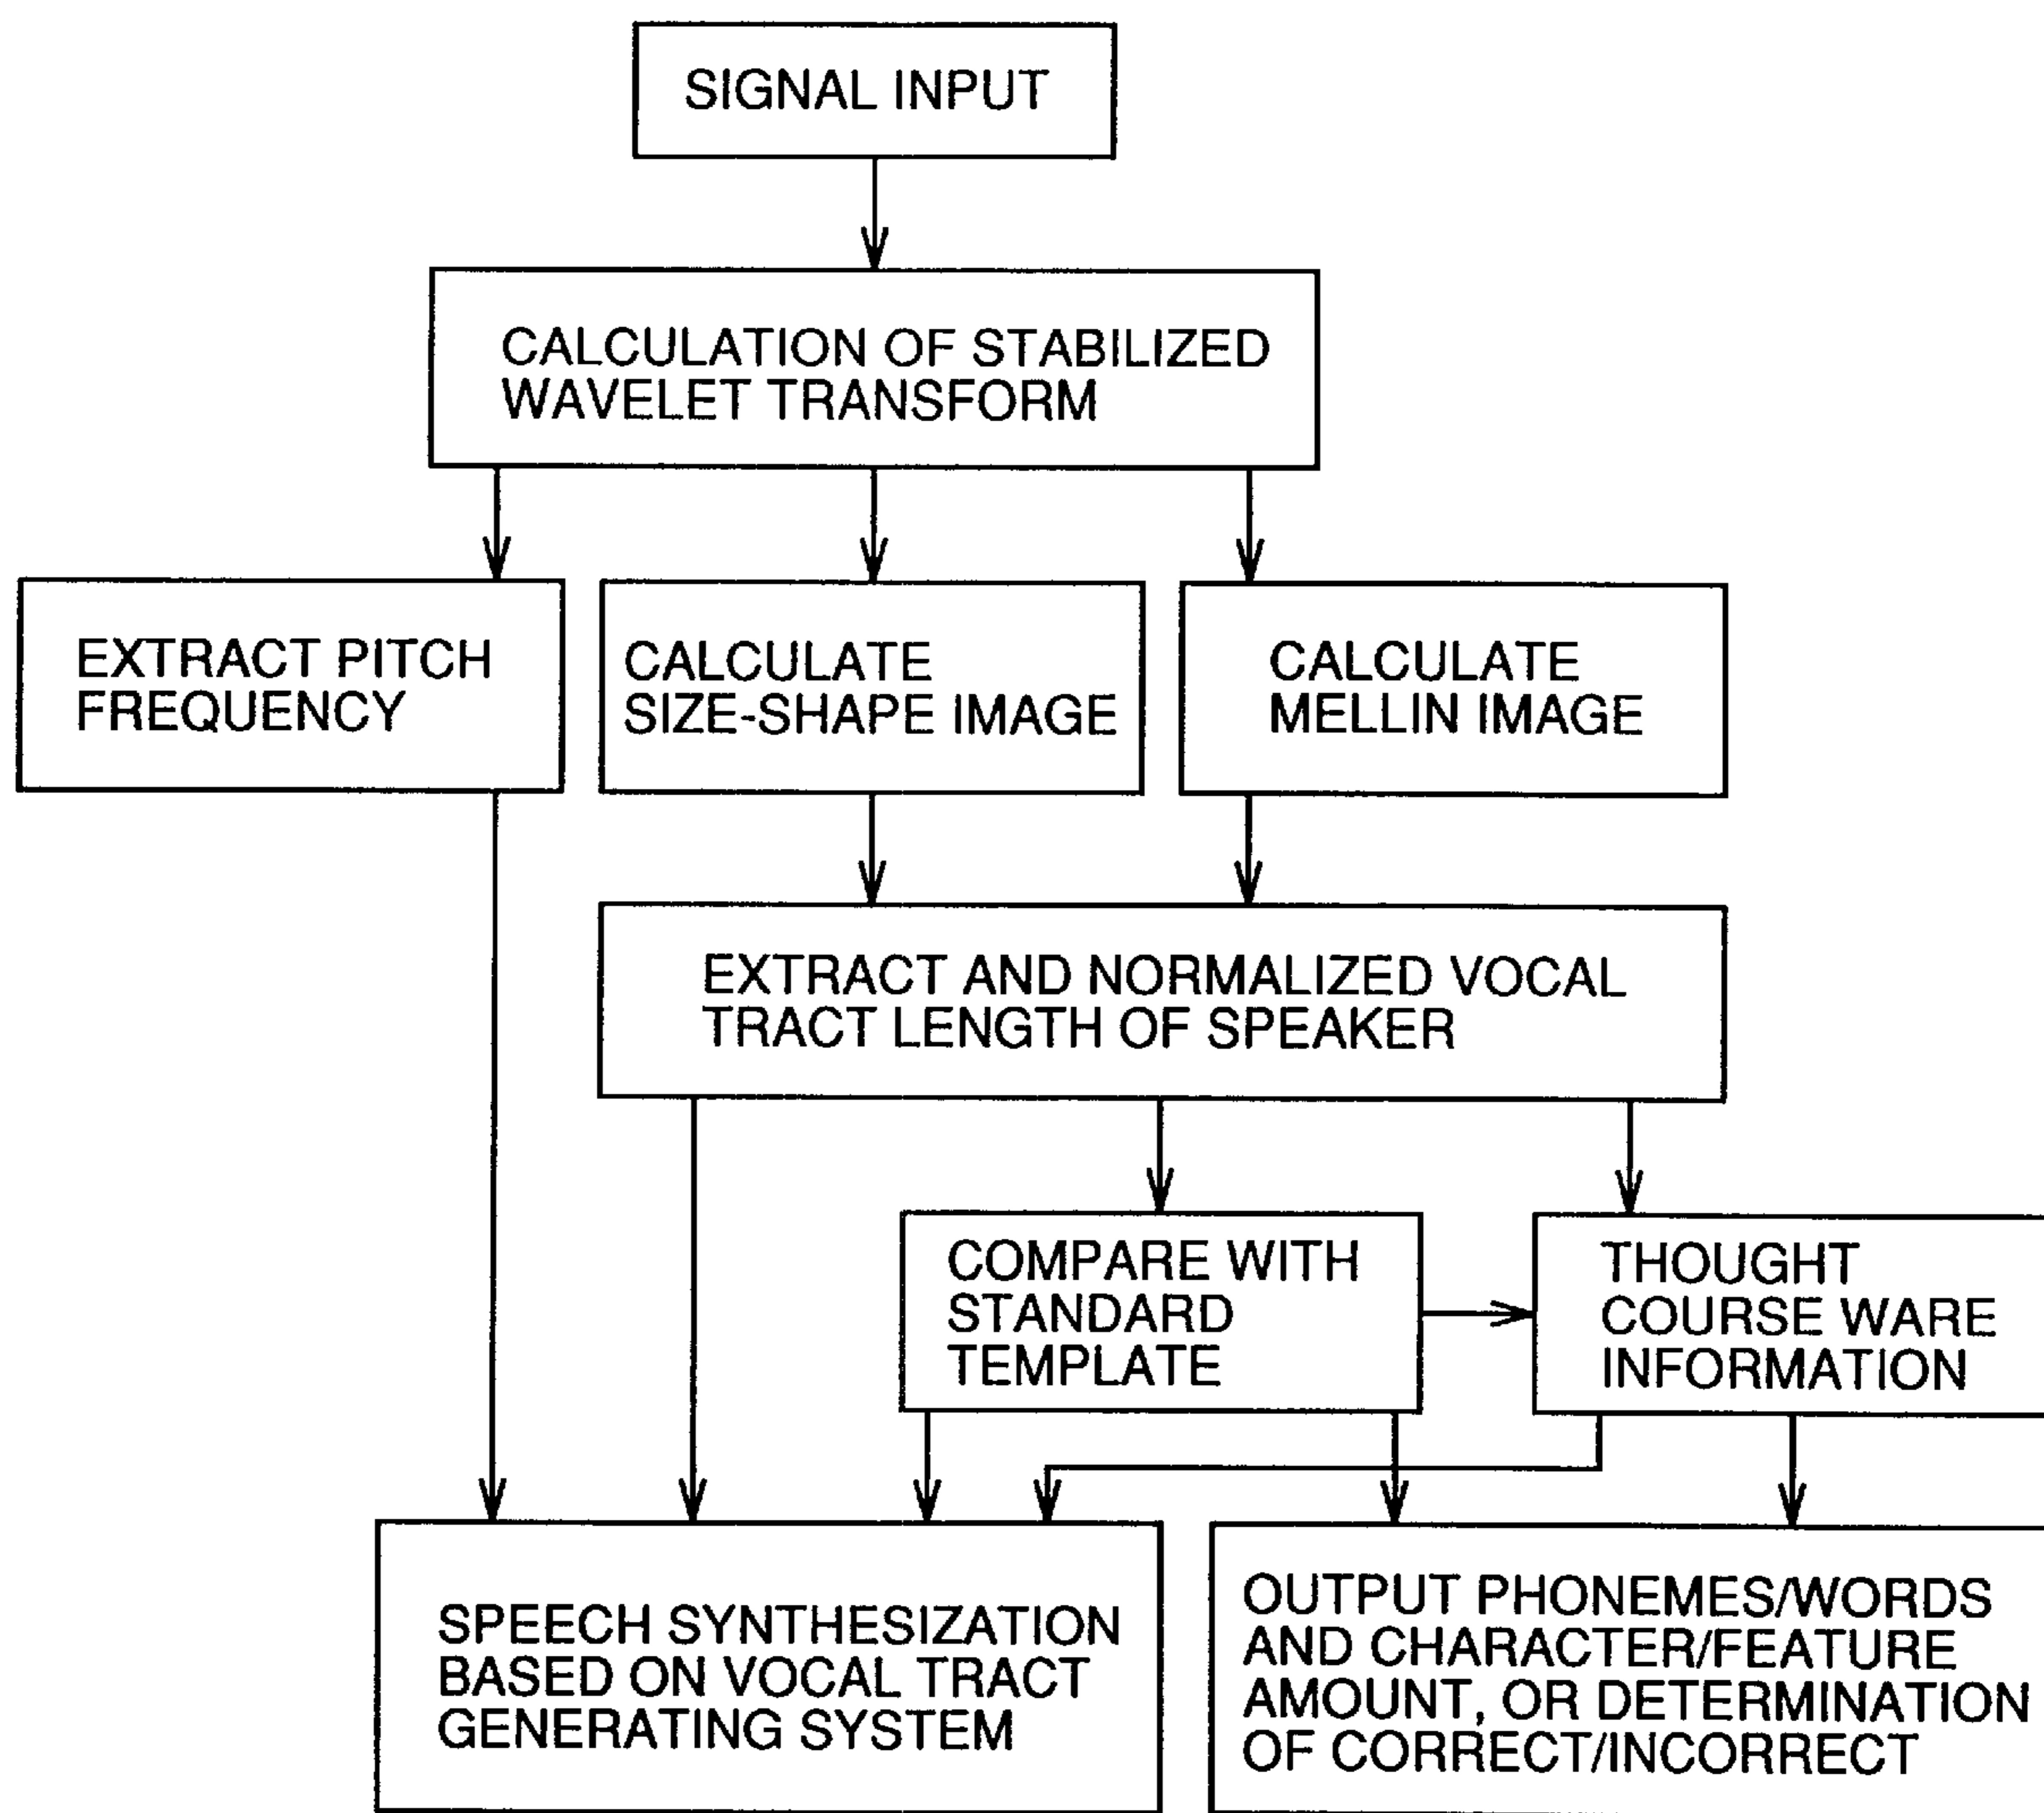 SIGNAL INPUT
CALCULATION OF STABILIZED
WAVELET TRANSFORM
EXTRACT PITCH
FREQUENCY
CALCULATE
SIZE-SHAPE IMAGE
CALCULATE
MELLIN IMAGE
EXTRACT AND NORMALIZED VOCAL
TRACT LENGTH OF SPEAKER
COMPARE WITH
STANDARD
TEMPLATE
THOUGHT
COURSE WARE
INFORMATION
SPEECH SYNTHESIZATION
BASED ON VOCAL TRACT
GENERATING SYSTEM
OUTPUT PHONEMES/WORDS
AND CHARACTER/FEATURE
AMOUNT, OR DETERMINATION
OF CORRECT/INCORRECT